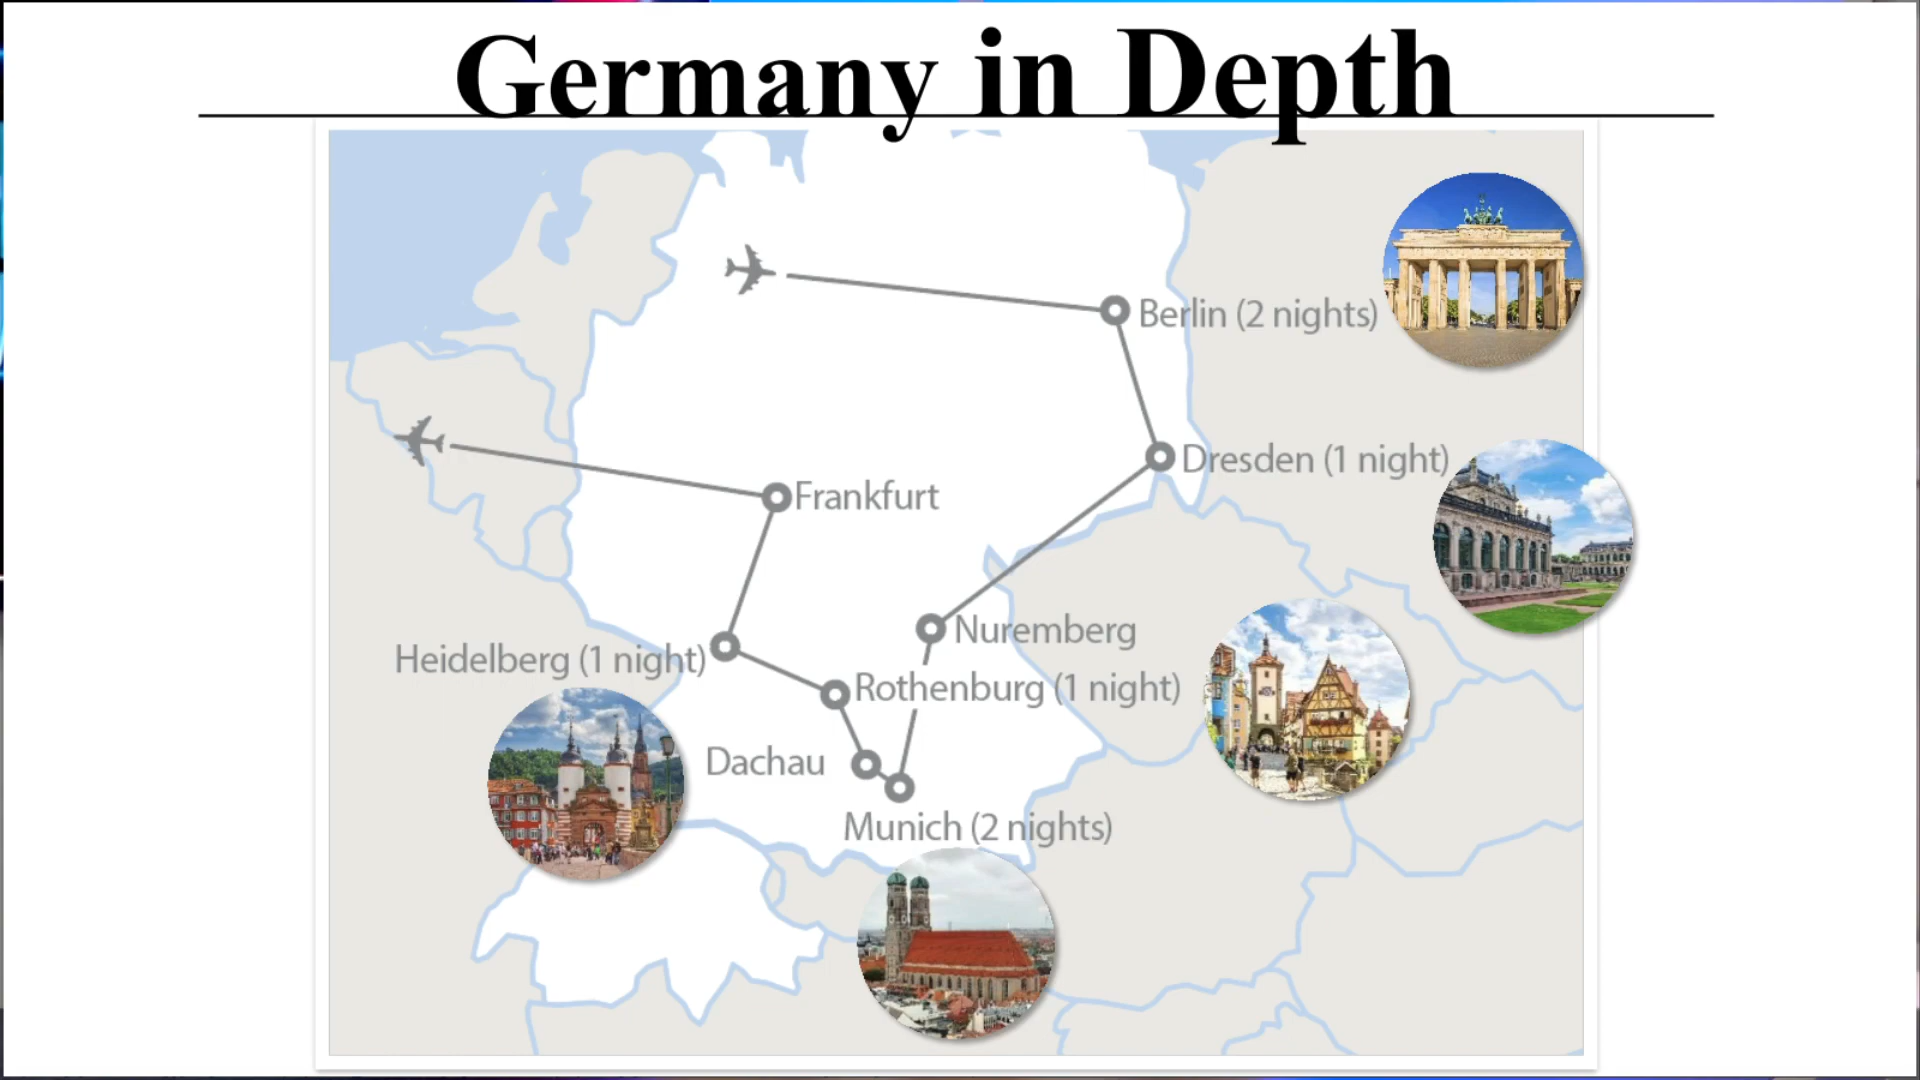 Germany in Depth
Berlin (2 nights)
Dresden (1 night)
Frankfurt
Nuremberg
Heidelberg (1 night)
Rothenburg (1 night)
Dachau
Munich (2 nights)